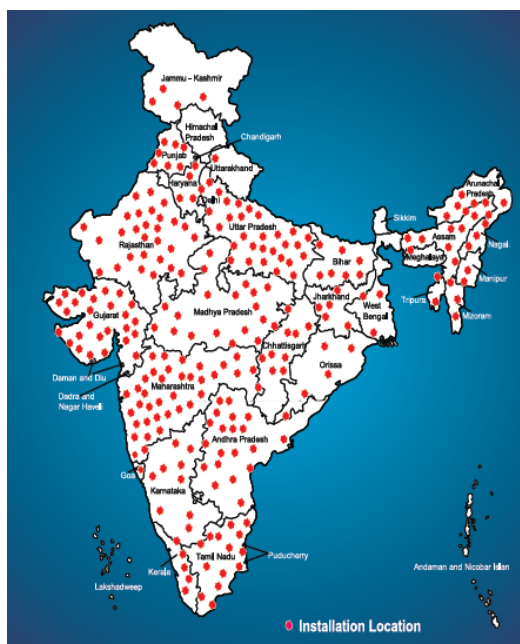 Jammu – Kashmir
Himachal
Pradesh
Chandigarh
Punjab
Uttarakhand
Haryana
Delhi
Arunachal
Pradesh
Sikkim
Assam
Nagal
Meghalaya
Manipur
Tripura
Mizoram
Rajasthan
Uttar Pradesh
Bihar
Jharkhand
West
Bengal
Gujarat
Madhya Pradesh
Chhattisgarh
Orissa
Daman and Diu
Dadra and
Nagar Haveli
Maharashtra
Andhra Pradesh
Goa
Karnataka
Tamil Nadu
Puducherry
Kerala
Lakshadweep
Andaman and Nicobar Islan
Installation Location